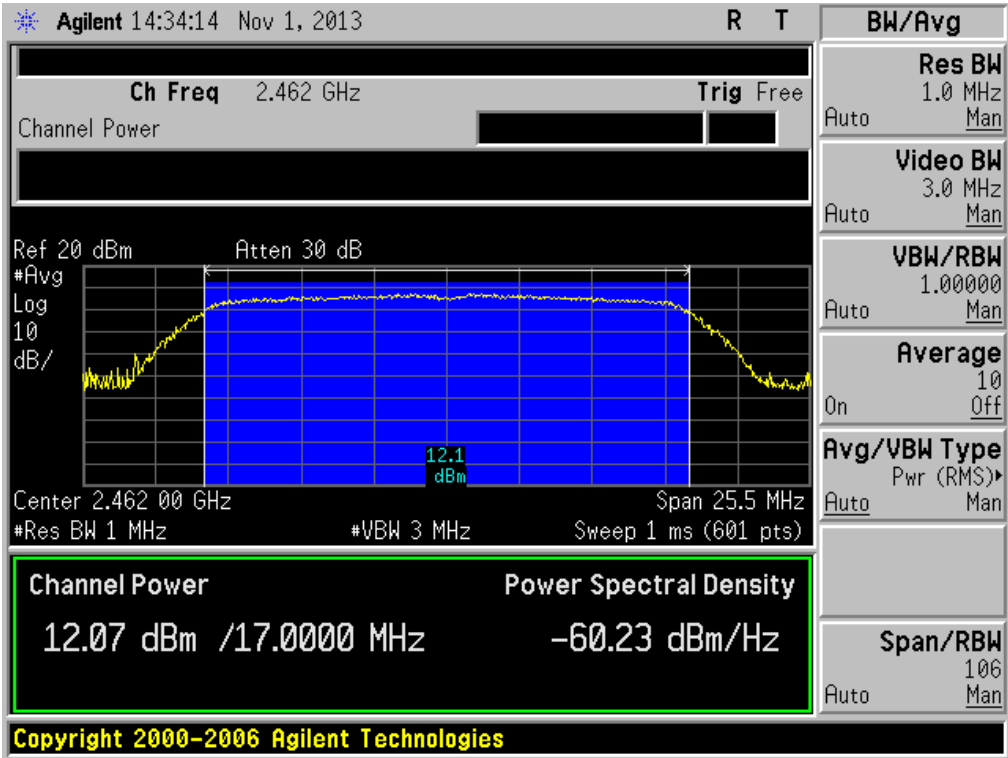 Agilent 14:34:14 Nov 1, 2013 R T
BW/Avg
Ch Freq 2.462 GHz Trig Free
Channel Power
Ref 20 dBm Atten 30 dB
#Avg
Log
10
dB/
12.1
dBm
Center 2.462 00 GHz Span 25.5 MHz
#Res BW 1 MHz #VBW 3 MHz Sweep 1 ms (601 pts)
Channel Power Power Spectral Density
12.07 dBm /17.0000 MHz -60.23 dBm/Hz
Res BW
1.0 MHz
Auto Man
Video BW
3.0 MHz
Auto Man
VBW/RBW
1.00000
Auto Man
Average
10
On Off
Avg/VBW Type
Pwr (RMS)▸
Auto Man
Span/RBW
106
Auto Man
Copyright 2000-2006 Agilent Technologies